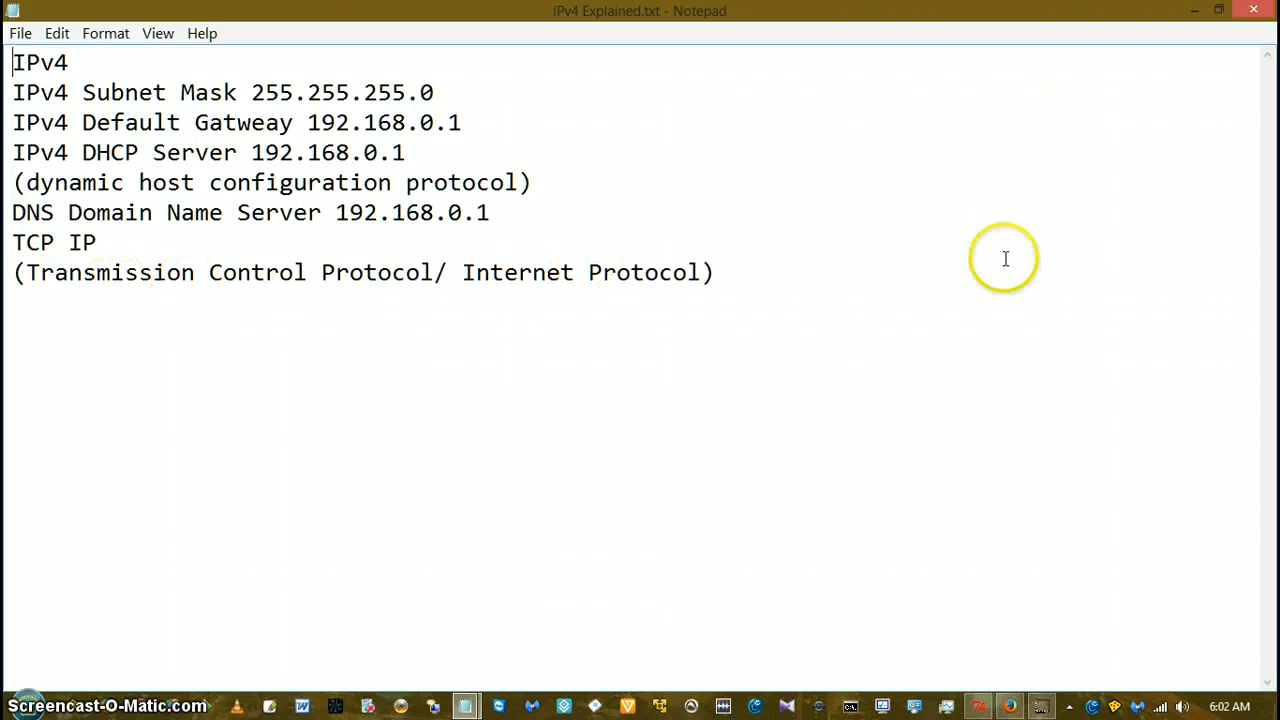 IPv4 Explained.txt - Notepad
File Edit Format View Help
IPv4
IPv4 Subnet Mask 255.255.255.0
IPv4 Default Gatweay 192.168.0.1
IPv4 DHCP Server 192.168.0.1
(dynamic host configuration protocol)
DNS Domain Name Server 192.168.0.1
TCP IP
(Transmission Control Protocol/ Internet Protocol)
Screencast-O-Matic.com
6:02 AM